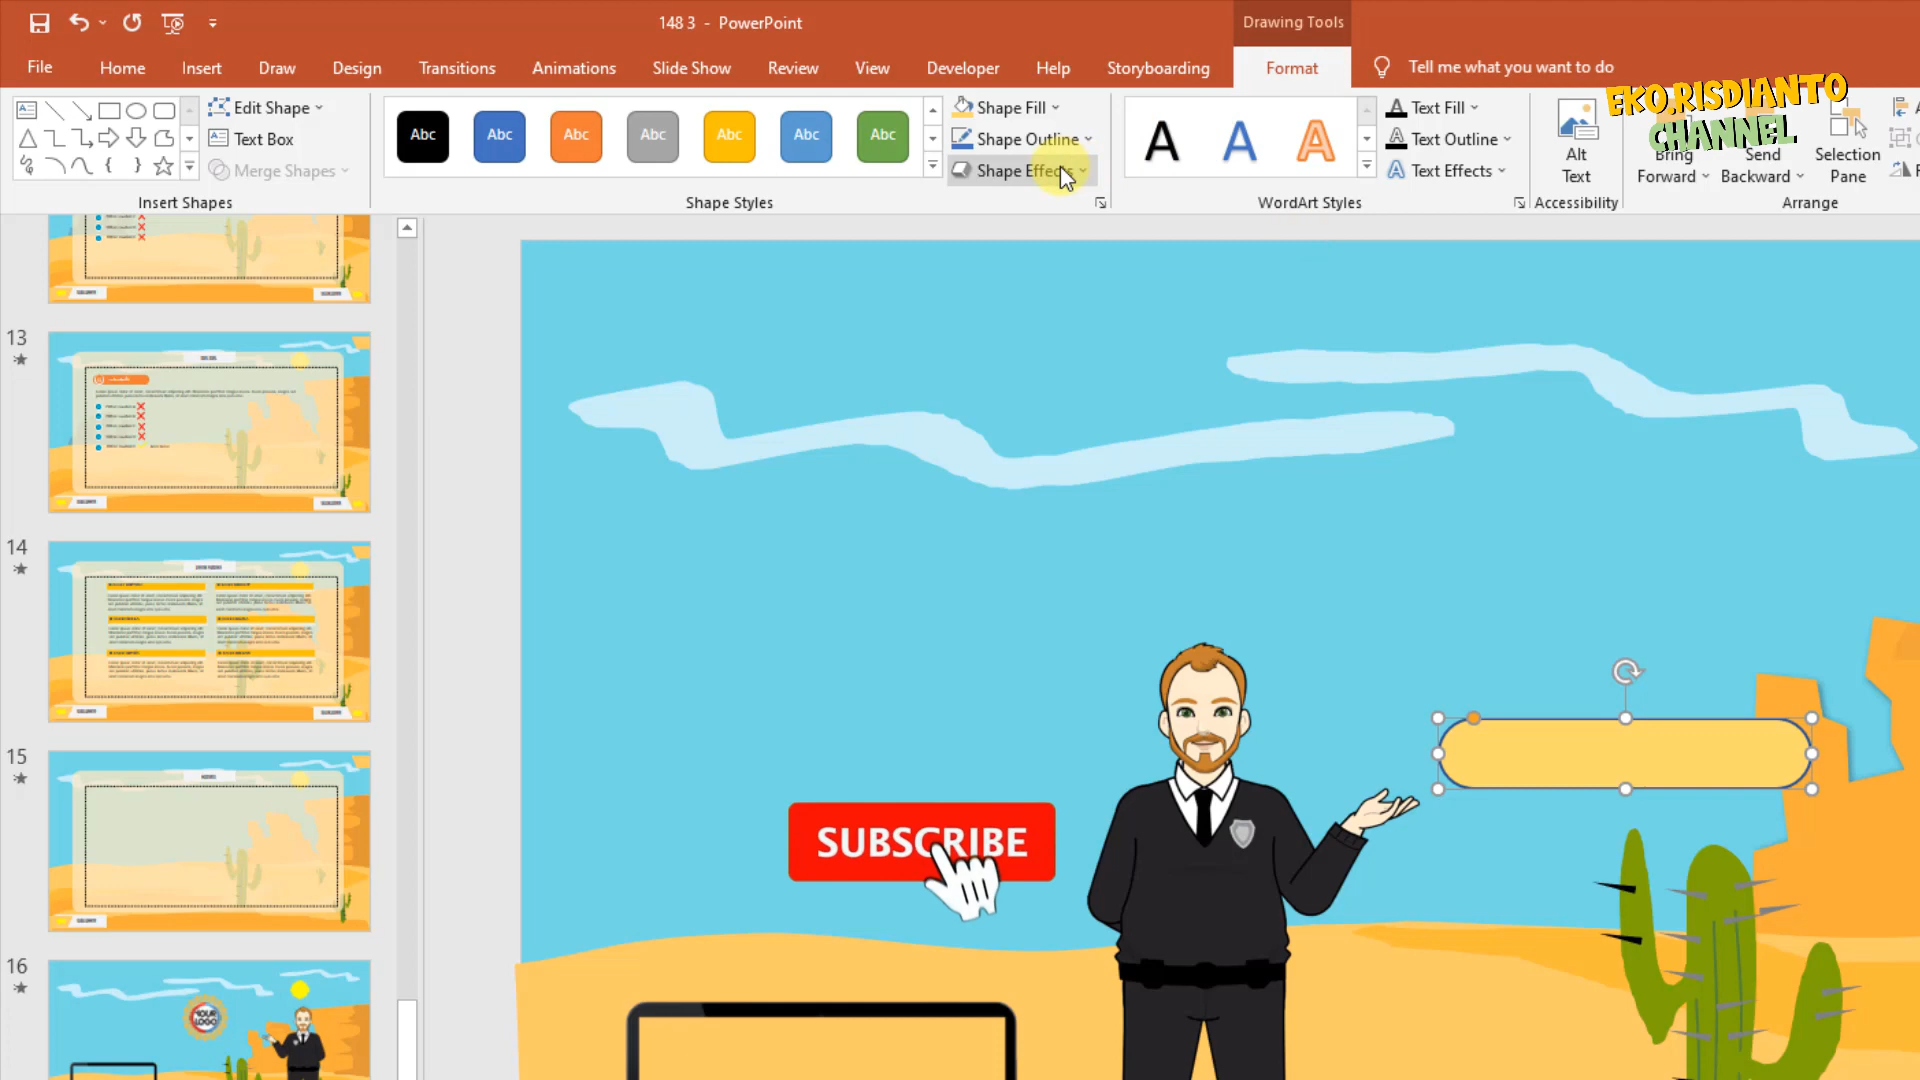 148 3 - PowerPoint
Drawing Tools
File
Home
Insert
Draw
Design
Transitions
Animations
Slide Show
Review
View
Developer
Help
Storyboarding
Format
Tell me what you want to do
EKO.RISDIANTO
CHANNEL
Edit Shape
Text Box
Merge Shapes
Insert Shapes
Abc
Abc
Abc
Abc
Abc
Abc
Abc
Shape Fill
Shape Outline
Shape Effects
Shape Styles
A
A
A
Text Fill
Text Outline
Text Effects
WordArt Styles
Alt
Text
Accessibility
Bring
Forward
Send
Backward
Selection
Pane
Arrange
13
14
15
16
YOUR
LOGO
SUBSCRIBE